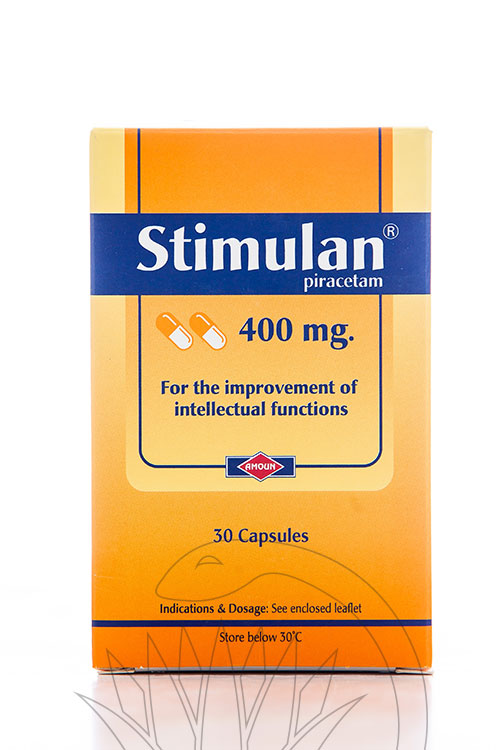 Stimulan®
piracetam
400 mg.
For the improvement of
intellectual functions
AMOUN
30 Capsules
Indications & Dosage: See enclosed leaflet
Store below 30°C